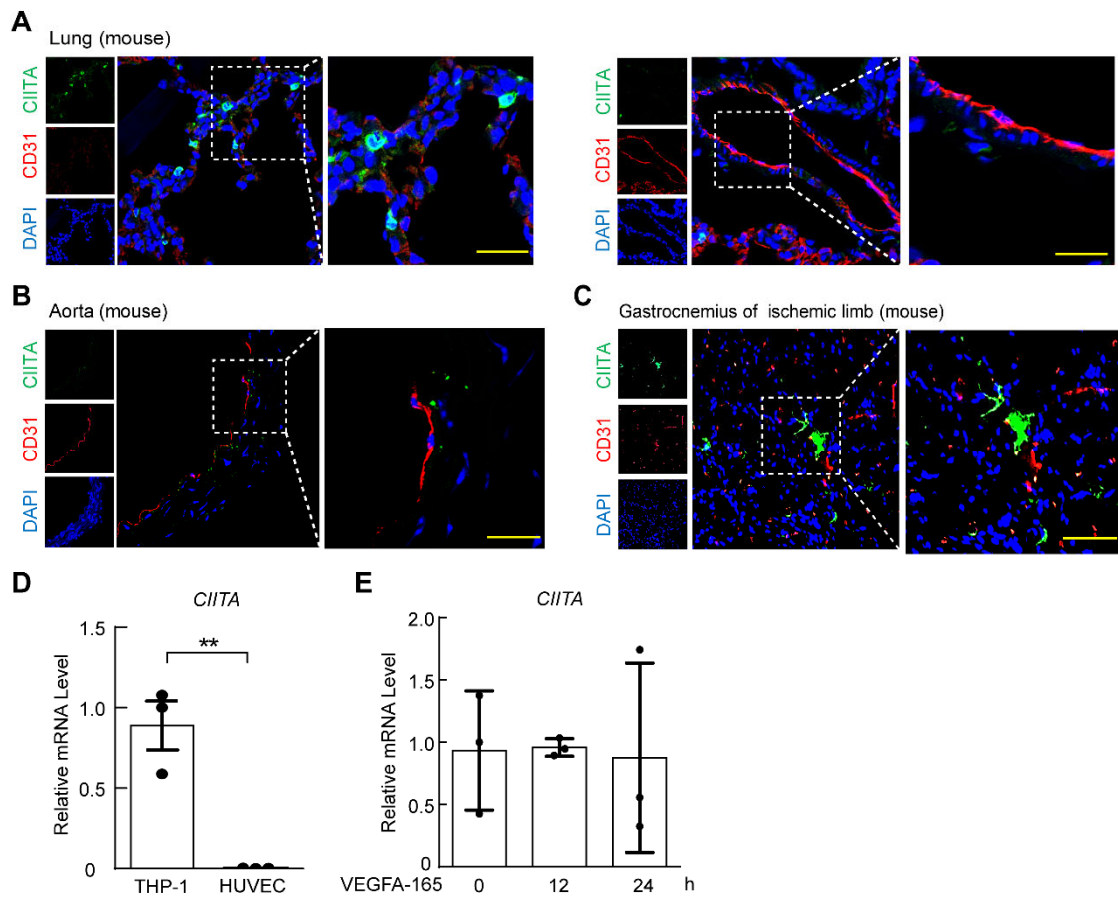 A
Lung (mouse)
CIITA
CD31
DAPI
CIITA
CD31
DAPI
B
Aorta (mouse)
CIITA
CD31
DAPI
C
Gastrocnemius of ischemic limb (mouse)
CIITA
CD31
DAPI
D
CIITA
Relative mRNA Level
1.5
1.0
0.5
0
**
THP-1 HUVEC
E
CIITA
Relative mRNA Level
2.0
1.5
1.0
0.5
0
VEGFA-165 0 12 24 h